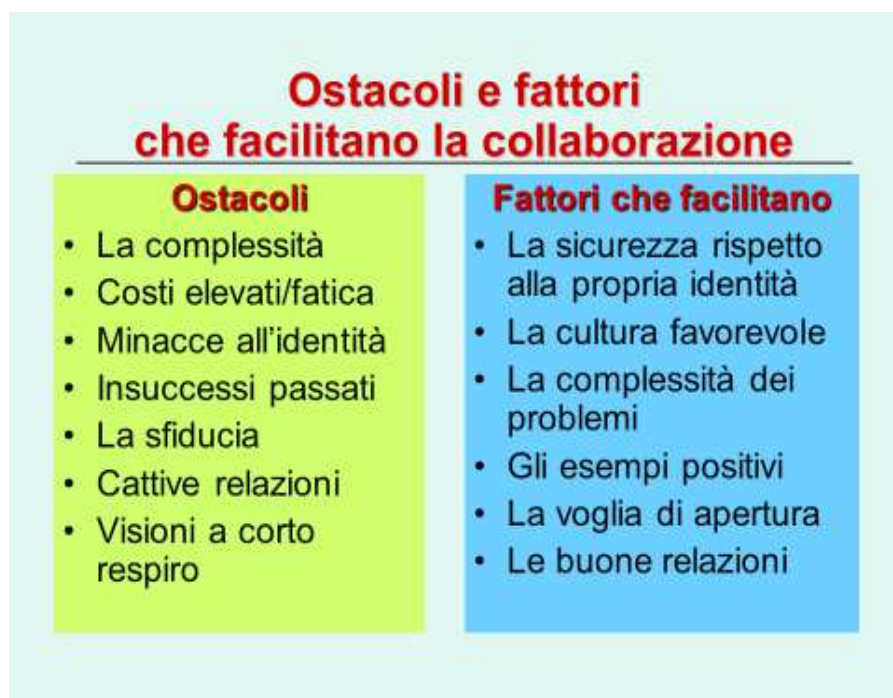 Ostacoli e fattori
che facilitano la collaborazione
Ostacoli
• La complessità
• Costi elevati/fatica
• Minacce all'identità
• Insuccessi passati
• La sfiducia
• Cattive relazioni
• Visioni a corto
respiro
Fattori che facilitano
• La sicurezza rispetto
alla propria identità
• La cultura favorevole
• La complessità dei
problemi
• Gli esempi positivi
• La voglia di apertura
• Le buone relazioni